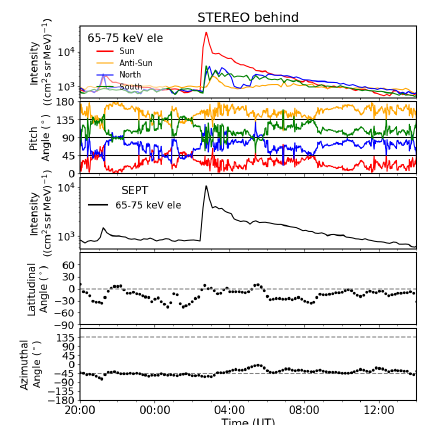 STEREO behind
65-75 keV ele
Sun
Anti-Sun
North
South
Intensity
((cm² s sr MeV)⁻¹)
10⁴
10³
Pitch
Angle (°)
180
135
90
45
0
SEPT
65-75 keV ele
Intensity
((cm² s sr MeV)⁻¹)
10⁴
10³
Latitudinal
Angle (°)
60
30
0
−30
−60
−90
Azimuthal
Angle (°)
135
90
45
0
−45
−90
−135
−180
20:00 00:00 04:00 08:00 12:00
Time (UT)